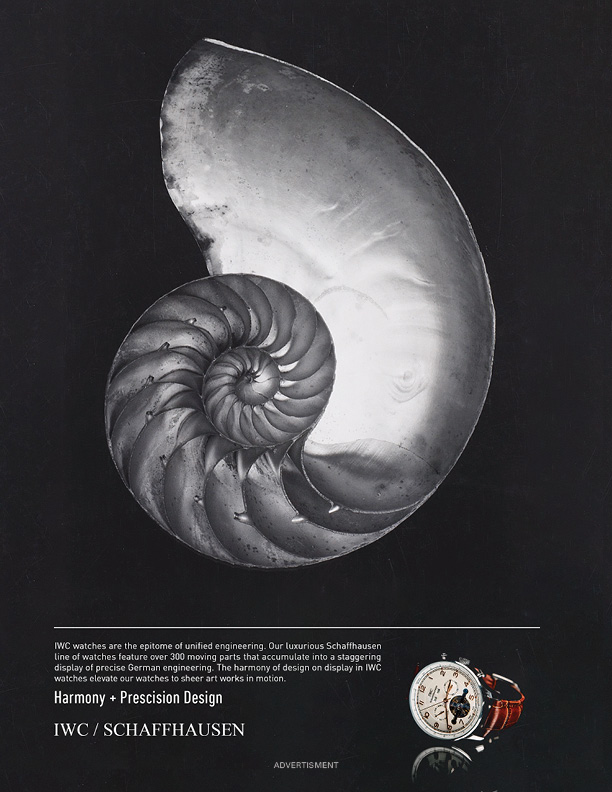 IWC watches are the epitome of unified engineering. Our luxurious Schaffhausen
line of watches feature over 300 moving parts that accumulate into a staggering
display of precise German engineering. The harmony of design on display in IWC
watches elevate our watches to sheer art works in motion.
Harmony + Prescision Design
IWC / SCHAFFHAUSEN
ADVERTISMENT